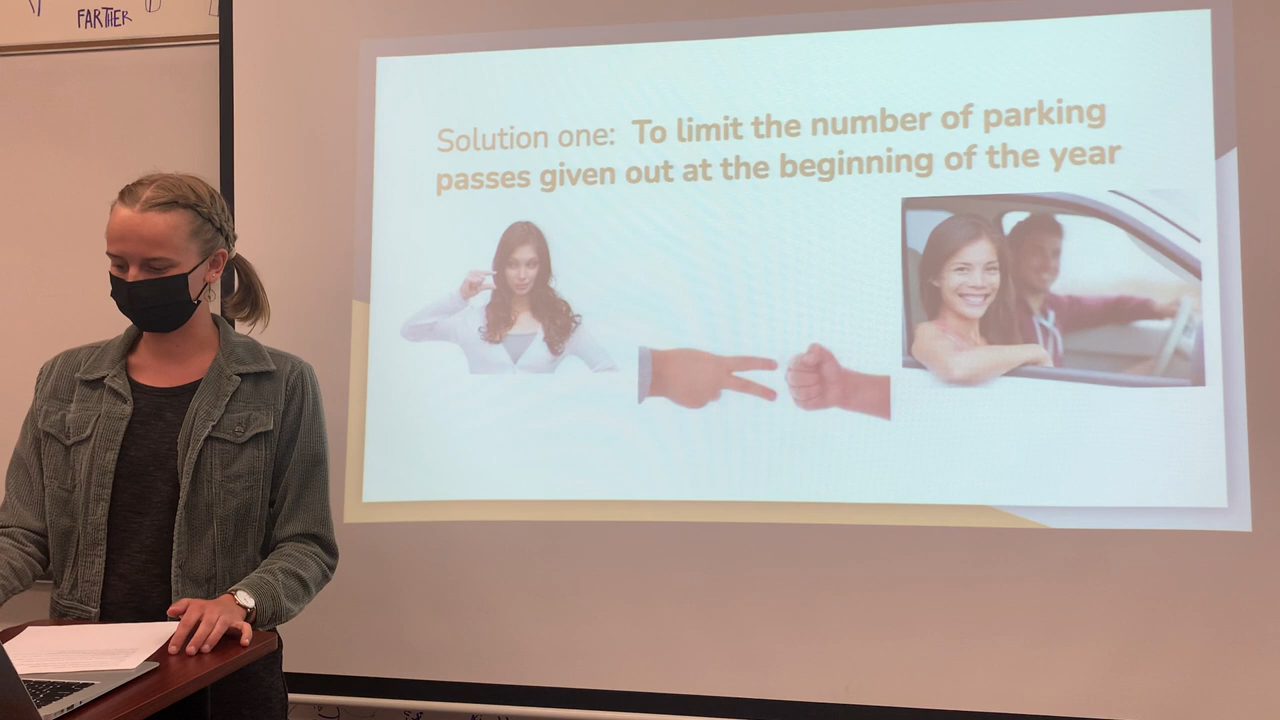 FARTHER
Solution one: To limit the number of parking
passes given out at the beginning of the year